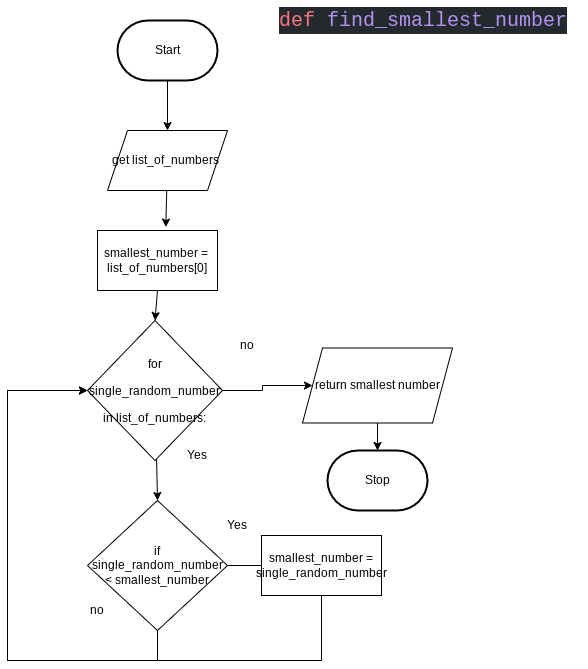 def find_smallest_number
Start
get list_of_numbers
smallest_number =
list_of_numbers[0]
for
single_random_number
in list_of_numbers:
no
return smallest number
Yes
Stop
if
single_random_number
< smallest_number
Yes
smallest_number =
single_random_number
no